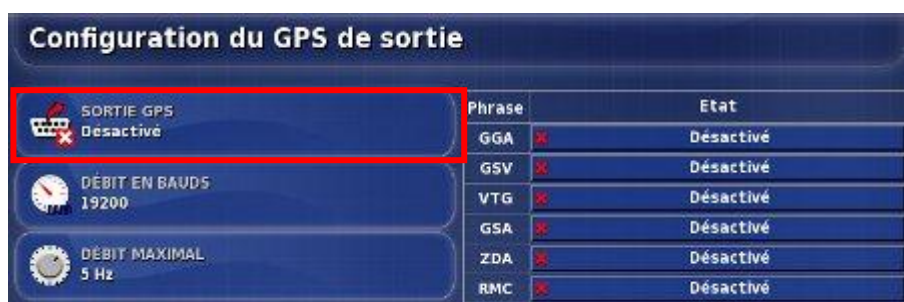 Configuration du GPS de sortie
SORTIE GPS
Désactivé
DÉBIT EN BAUDS
19200
DÉBIT MAXIMAL
5 Hz
Phrase Etat
GGA Désactivé
GSV Désactivé
VTG Désactivé
GSA Désactivé
ZDA Désactivé
RMC Désactivé